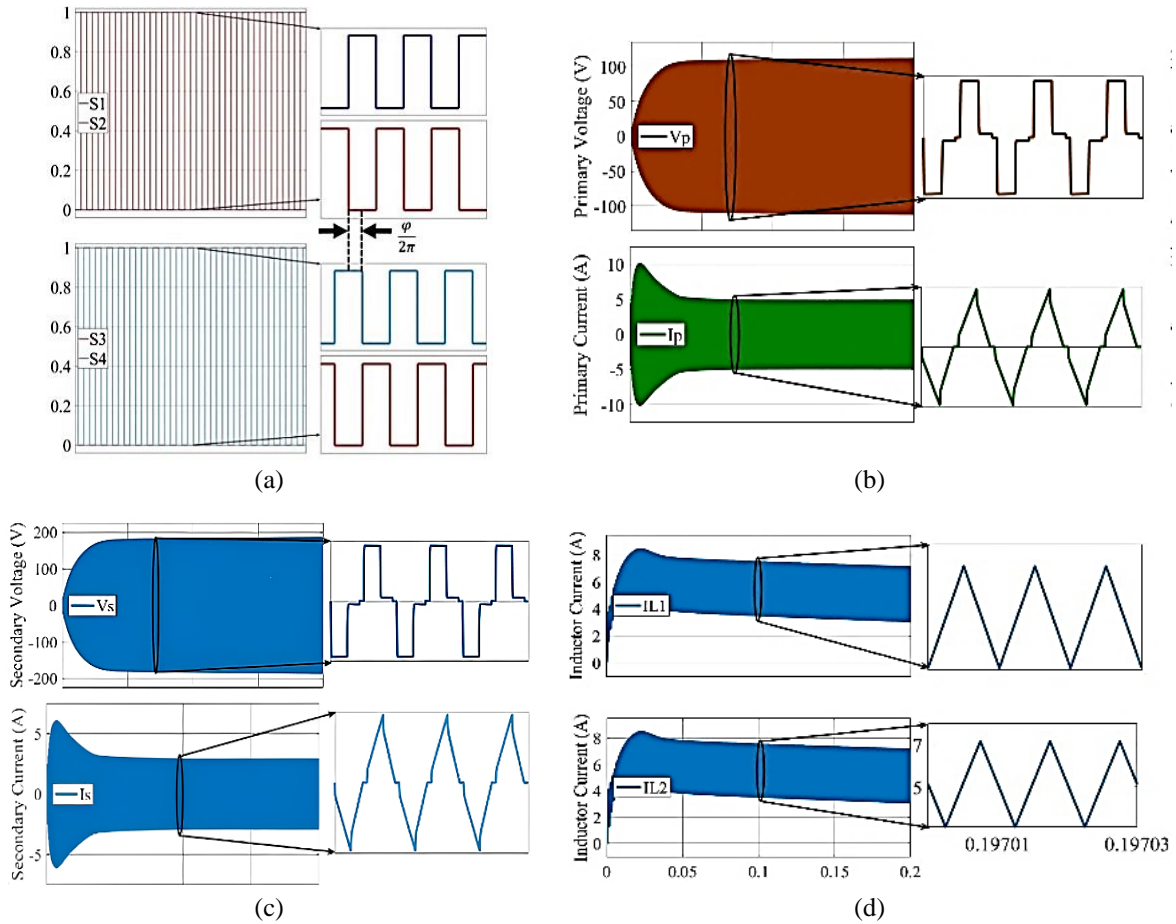 1
0.8
0.6
0.4
0.2
0
S1
S2
φ
2π
1
0.8
0.6
0.4
0.2
0
S3
S4
(a)
Primary Voltage (V)
100
50
0
-50
-100
Vp
Primary Current (A)
10
5
0
-5
-10
Ip
(b)
Secondary Voltage (V)
200
100
0
-100
-200
Vs
Secondary Current (A)
5
0
-5
Is
(c)
Inductor Current (A)
8
6
4
2
0
IL1
Inductor Current (A)
8
6
4
2
0
IL2
7
5
0 0.05 0.1 0.15 0.2
0.19701 0.19703
(d)